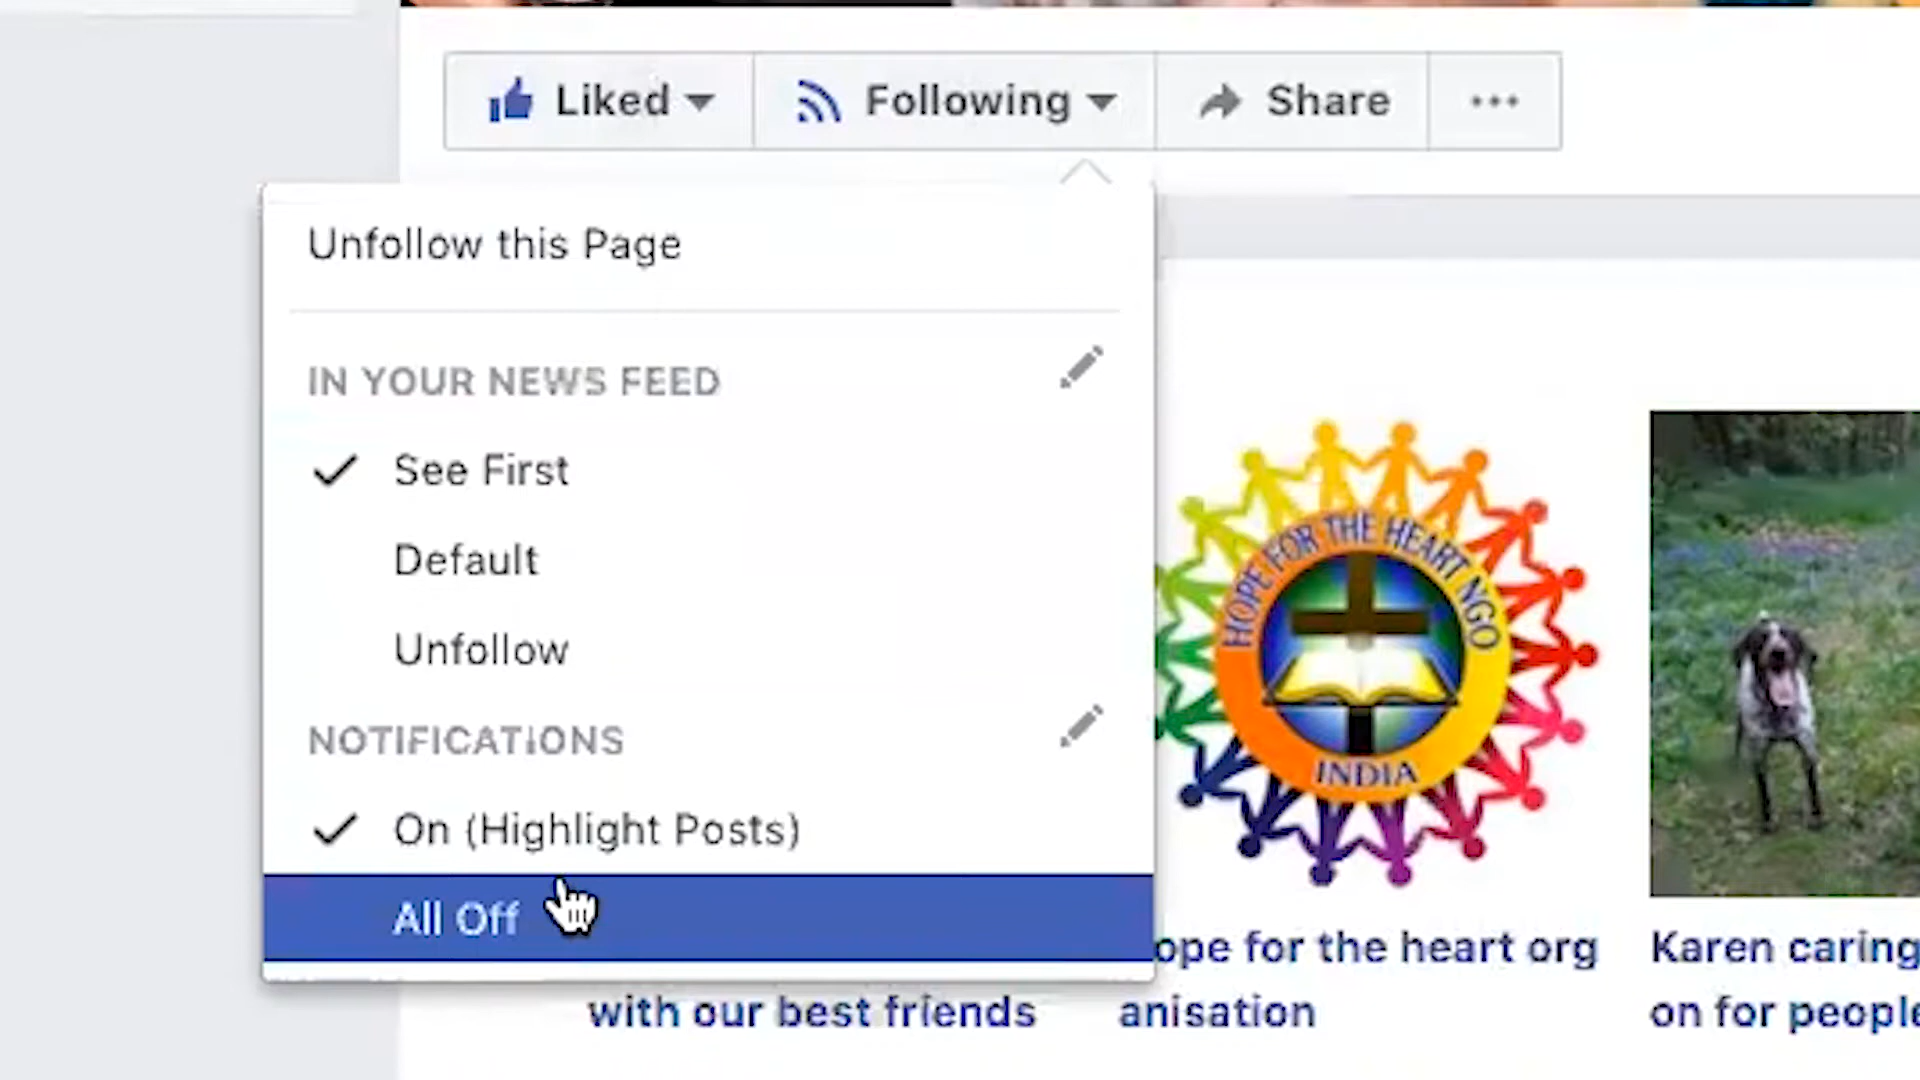 Liked
Following
Share
Unfollow this Page
IN YOUR NEWS FEED
See First
Default
Unfollow
NOTIFICATIONS
On (Highlight Posts)
All Off
HOPE FOR THE HEART NGO
INDIA
ope for the heart org
anisation
with our best friends
Karen caring
on for people